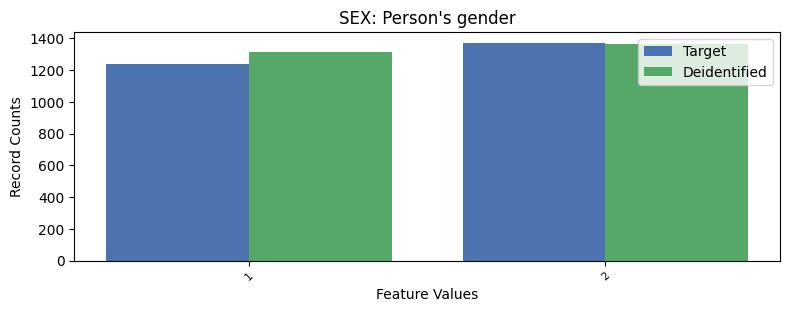 SEX: Person's gender
1400
1200
1000
800
600
400
200
0
Record Counts
Target
Deidentified
1
2
Feature Values